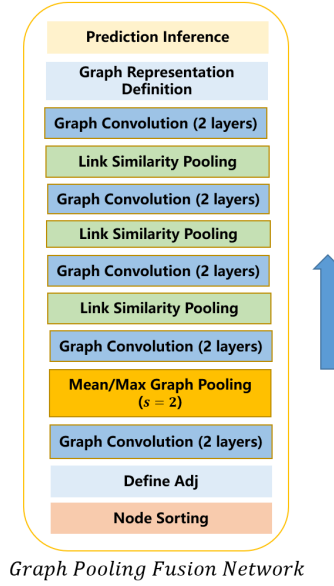 Prediction Inference
Graph Representation
Definition
Graph Convolution (2 layers)
Link Similarity Pooling
Graph Convolution (2 layers)
Link Similarity Pooling
Graph Convolution (2 layers)
Link Similarity Pooling
Graph Convolution (2 layers)
Mean/Max Graph Pooling
(s = 2)
Graph Convolution (2 layers)
Define Adj
Node Sorting
Graph Pooling Fusion Network